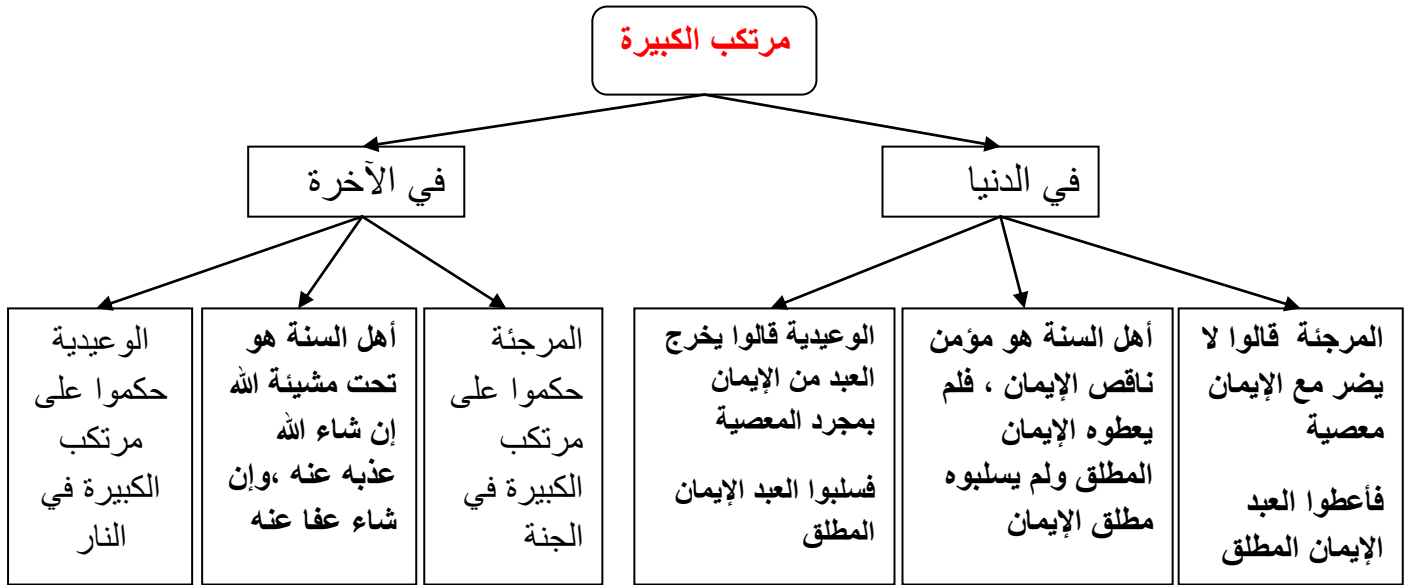 مرتكب الكبيرة
في الدنيا
في الآخرة
المرجئة قالوا لا
يضر مع الإيمان
معصية
فأعطوا العبد
الإيمان المطلق
أهل السنة هو مؤمن
ناقص الإيمان ، فلم
يعطوه الإيمان
المطلق ولم يسلبوه
مطلق الإيمان
الوعيدية قالوا يخرج
العبد من الإيمان
بمجرد المعصية
فسلبوا العبد الإيمان
المطلق
المرجئة
حكموا على
مرتكب
الكبيرة في
الجنة
أهل السنة هو
تحت مشيئة الله
إن شاء الله
عذبه عنه ،وإن
شاء عفا عنه
الوعيدية
حكموا على
مرتكب
الكبيرة في
النار